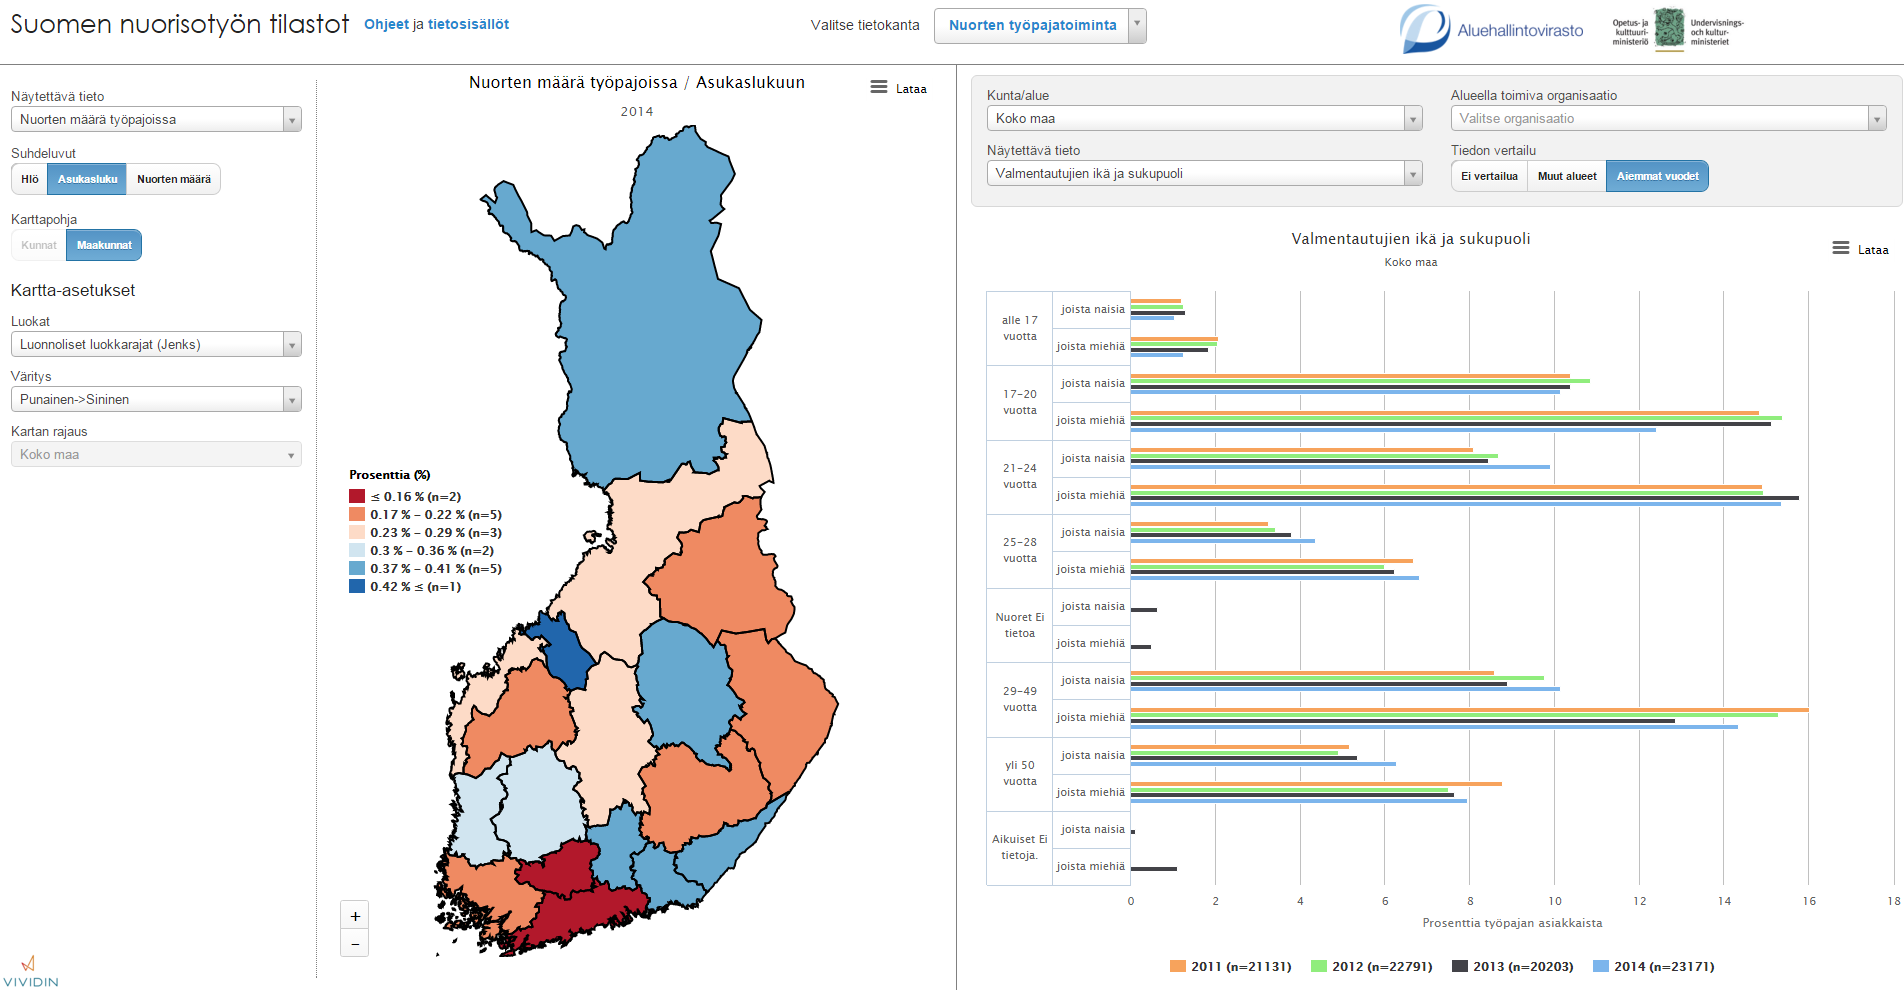 Suomen nuorisotyön tilastot
Ohjeet ja tietosisällöt
Valitse tietokanta
Nuorten työpajatoiminta
Aluehallintovirasto
Opetus- ja
kulttuuri-
ministeriö
Undervisnings-
och kultur-
ministeriet
Näytettävä tieto
Nuorten määrä työpajoissa
Suhdeluvut
Hlö Asukasluku Nuorten määrä
Karttapohja
Kunnat Maakunnat
Kartta-asetukset
Luokat
Luonnoliset luokkarajat (Jenks)
Väritys
Punainen->Sininen
Kartan rajaus
Koko maa
VIVIDIN
Nuorten määrä työpajoissa / Asukaslukuun
2014
Lataa
Prosenttia (%)
≤ 0.16 % (n=2)
0.17 % – 0.22 % (n=5)
0.23 % – 0.29 % (n=3)
0.3 % – 0.36 % (n=2)
0.37 % – 0.41 % (n=5)
0.42 % ≤ (n=1)
+
−
Kunta/alue
Koko maa
Alueella toimiva organisaatio
Valitse organisaatio
Näytettävä tieto
Valmentautujien ikä ja sukupuoli
Tiedon vertailu
Ei vertailua Muut alueet Aiemmat vuodet
Valmentautujien ikä ja sukupuoli
Koko maa
Lataa
alle 17
vuotta
joista naisia
joista miehiä
17–20
vuotta
joista naisia
joista miehiä
21–24
vuotta
joista naisia
joista miehiä
25–28
vuotta
joista naisia
joista miehiä
Nuoret Ei
tietoa
joista naisia
joista miehiä
29–49
vuotta
joista naisia
joista miehiä
yli 50
vuotta
joista naisia
joista miehiä
Aikuiset Ei
tietoja.
joista naisia
joista miehiä
0 2 4 6 8 10 12 14 16 18
Prosenttia työpajan asiakkaista
2011 (n=21131) 2012 (n=22791) 2013 (n=20203) 2014 (n=23171)